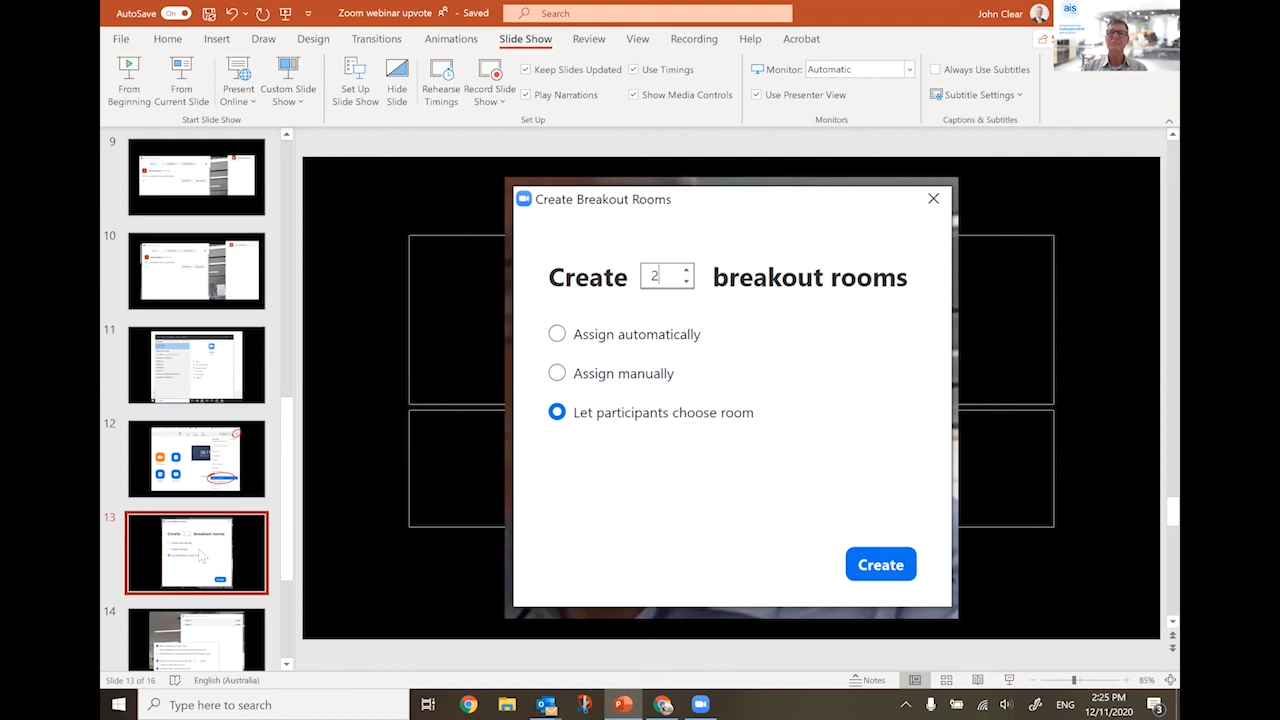 AutoSave On Zoom webinar upvote Saved Search John Clear
ais
File Home Insert Draw Design Slide Show Review Recording Help
From Beginning
From Current Slide
Present Online
Custom Slide Show
Set Up Slide Show
Hide Slide
Rehearse Timings
Record Slide Show
Keep Slides Updated
Play Narrations
Use Timings
Show Media Controls
Monitor: Automatic
Use Presenter View
Always Use Subtitles
Subtitle Settings
Start Slide Show Set Up Monitors Captions & Subtitles
9
10
11
12
13
Create breakout rooms
14
Create Breakout Rooms
Create 2 breakout rooms
Assign automatically
Assign manually
Let participants choose room
Create
Slide 13 of 16 English (Australia) Notes 85%
Type here to search
ENG
2:25 PM
12/11/2020
3